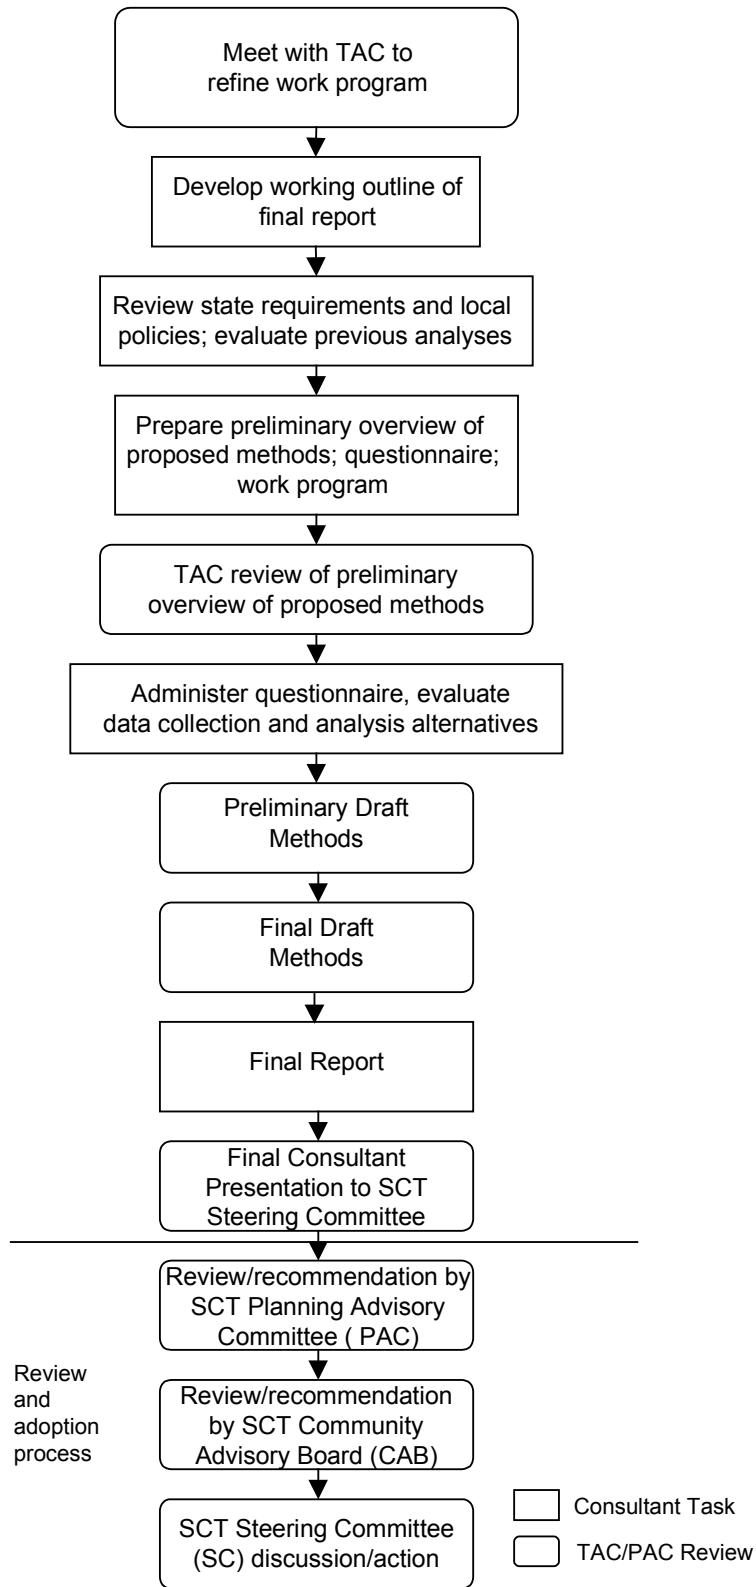 Meet with TAC to
refine work program
Develop working outline of
final report
Review state requirements and local
policies; evaluate previous analyses
Prepare preliminary overview of
proposed methods; questionnaire;
work program
TAC review of preliminary
overview of proposed methods
Administer questionnaire, evaluate
data collection and analysis alternatives
Preliminary Draft
Methods
Final Draft
Methods
Final Report
Final Consultant
Presentation to SCT
Steering Committee
Review/recommendation by
SCT Planning Advisory
Committee ( PAC)
Review
and
adoption
process
Review/recommendation
by SCT Community
Advisory Board (CAB)
SCT Steering Committee
(SC) discussion/action
Consultant Task
TAC/PAC Review